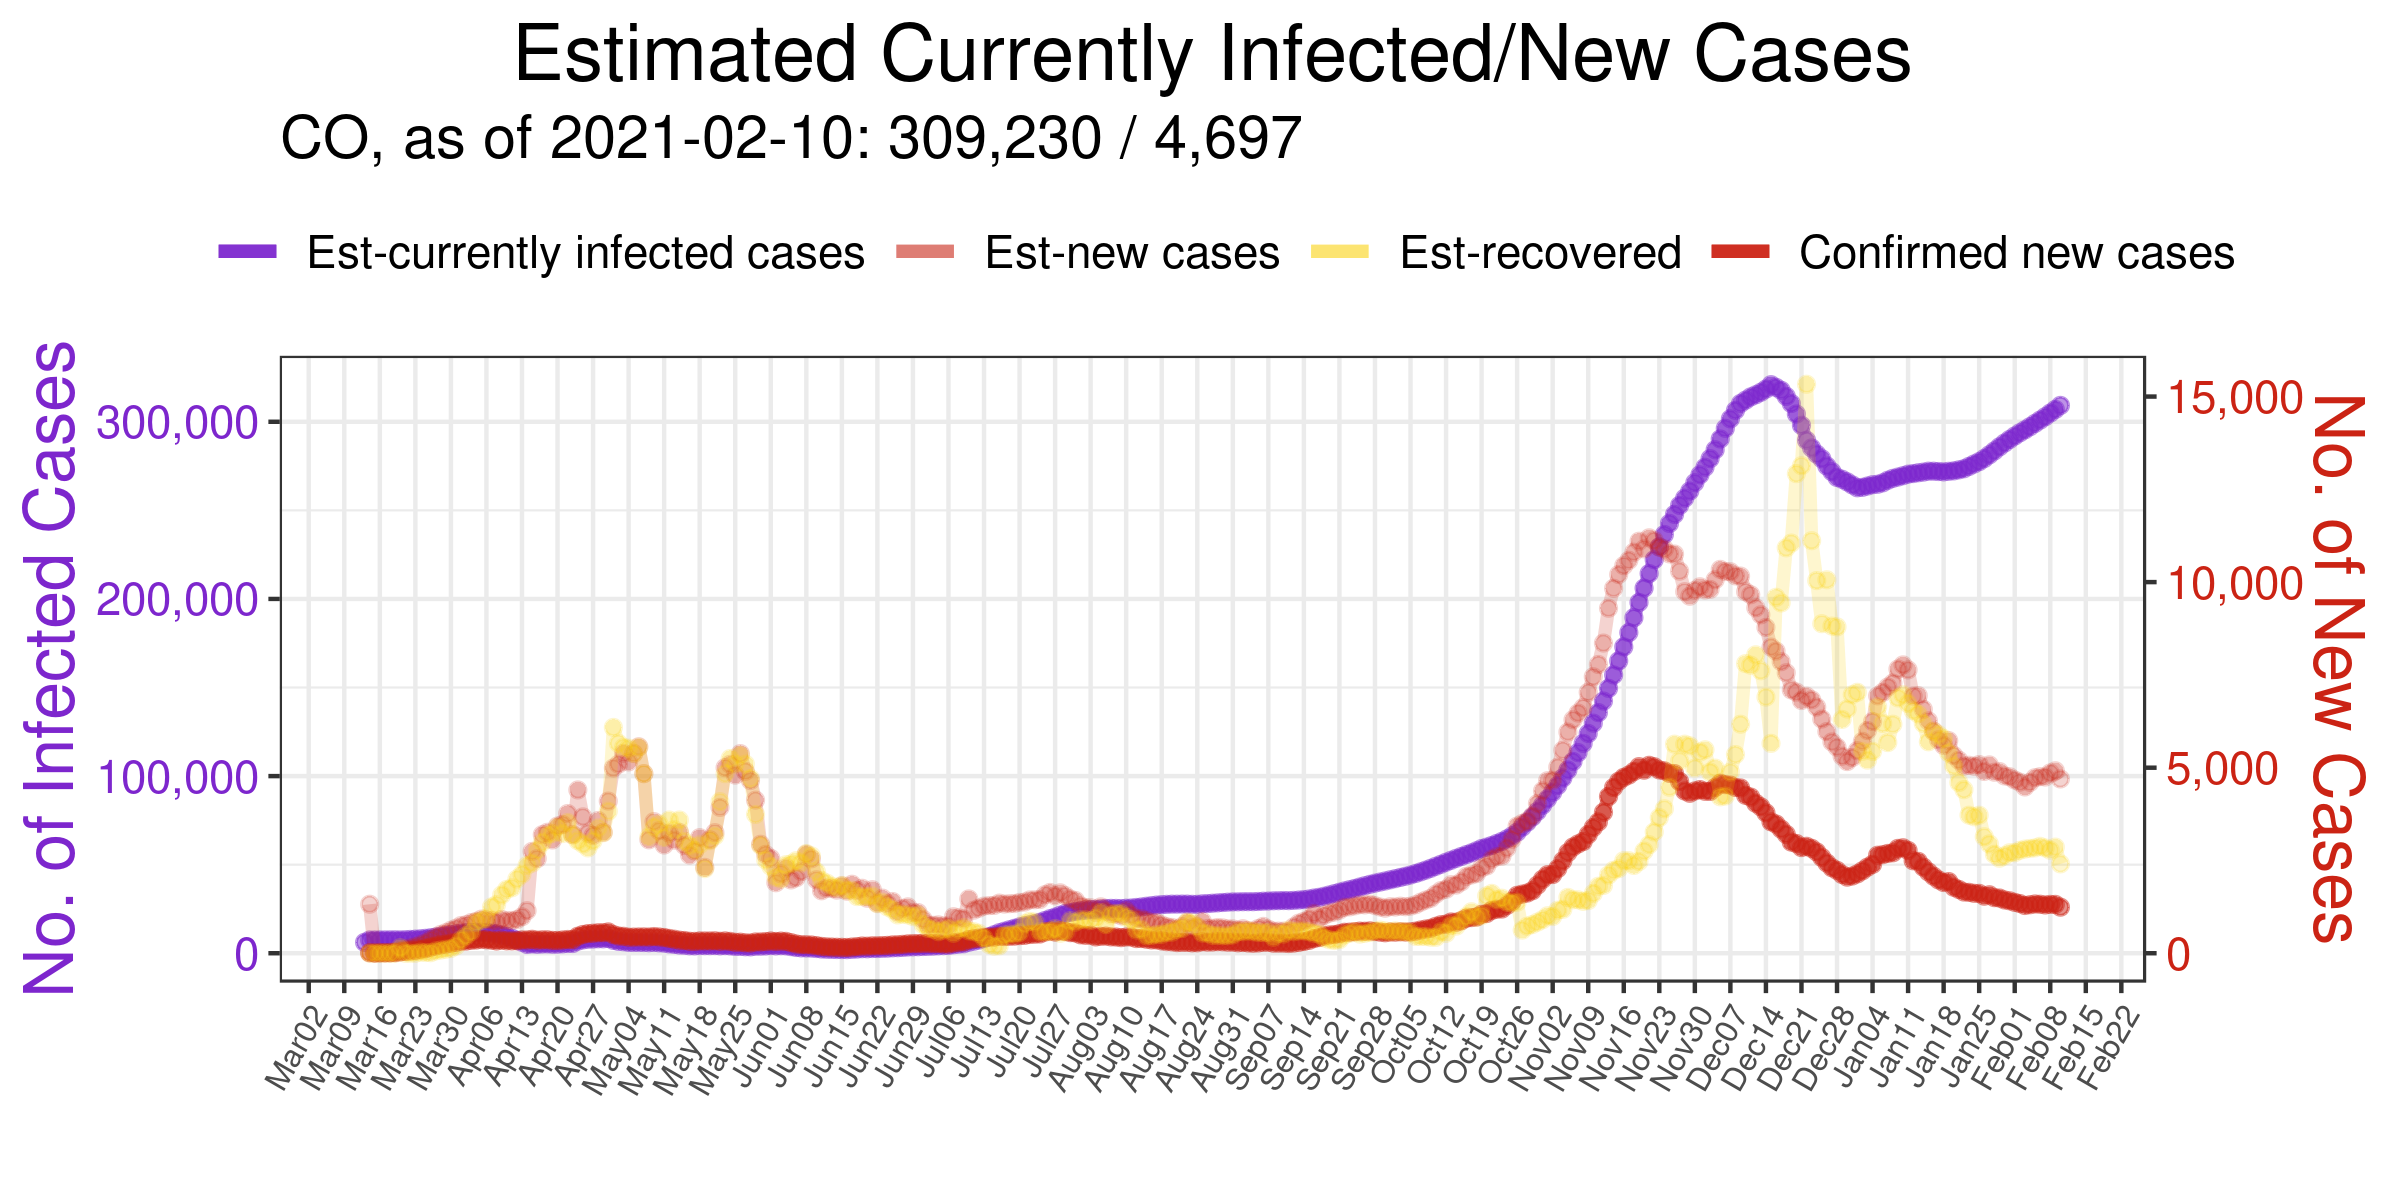 Estimated Currently Infected/New Cases
CO, as of 2021-02-10: 309,230 / 4,697
Est-currently infected cases Est-new cases Est-recovered Confirmed new cases
No. of Infected Cases
300,000
200,000
100,000
0
15,000
10,000
5,000
0
No. of New Cases
Mar02 Mar09 Mar16 Mar23 Mar30 Apr06 Apr13 Apr20 Apr27 May04 May11 May18 May25 Jun01 Jun08 Jun15 Jun22 Jun29 Jul06 Jul13 Jul20 Jul27 Aug03 Aug10 Aug17 Aug24 Aug31 Sep07 Sep14 Sep21 Sep28 Oct05 Oct12 Oct19 Oct26 Nov02 Nov09 Nov16 Nov23 Nov30 Dec07 Dec14 Dec21 Dec28 Jan04 Jan11 Jan18 Jan25 Feb01 Feb08 Feb15 Feb22